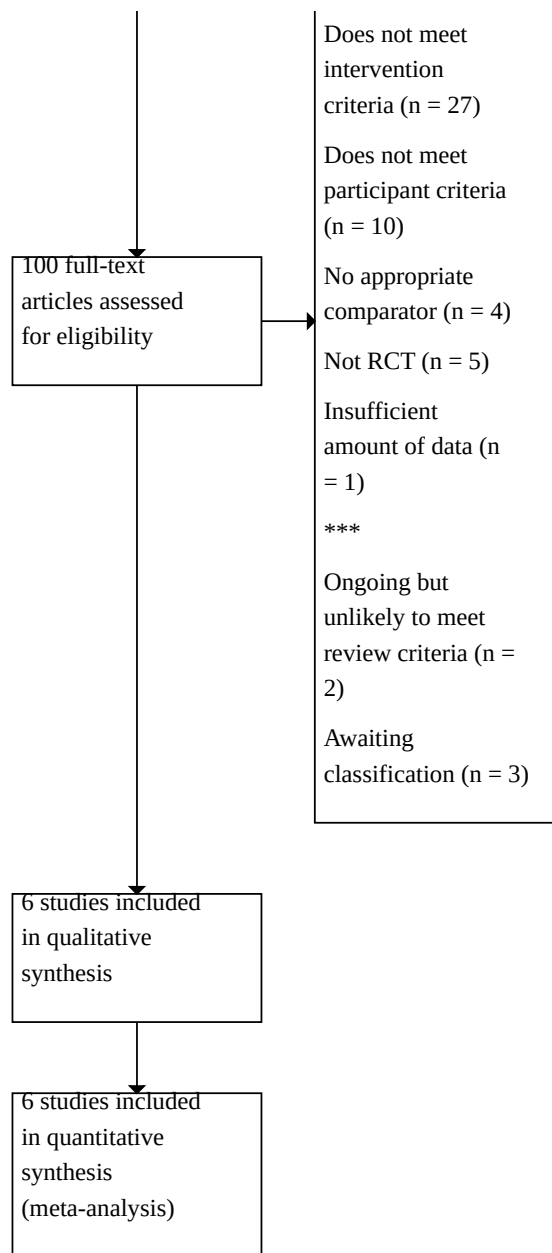 Does not meet
intervention
criteria (n = 27)
Does not meet
participant criteria
(n = 10)
No appropriate
comparator (n = 4)
Not RCT (n = 5)
Insufficient
amount of data (n
= 1)
***
Ongoing but
unlikely to meet
review criteria (n =
2)
Awaiting
classification (n = 3)
100 full-text
articles assessed
for eligibility
6 studies included
in qualitative
synthesis
6 studies included
in quantitative
synthesis
(meta-analysis)